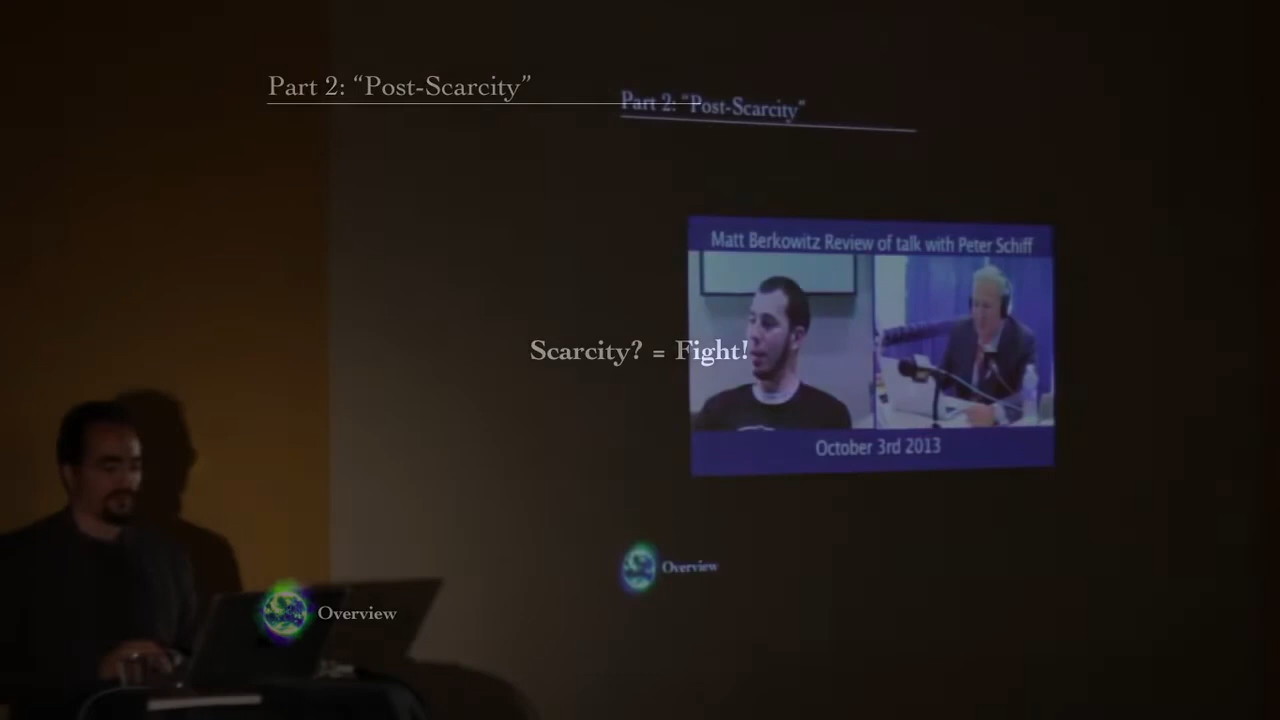 Part 2: “Post-Scarcity”
Part 2: “Post-Scarcity”
Matt Berkowitz Review of talk with Peter Schiff
Scarcity? = Fight!
October 3rd 2013
Overview
Overview